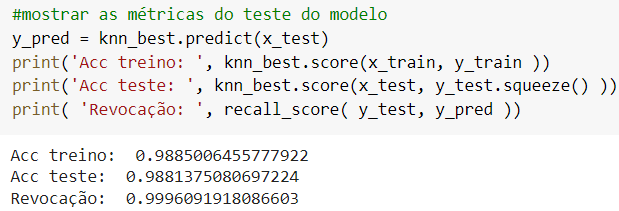 #mostrar as métricas do teste do modelo
y_pred = knn_best.predict(x_test)
print('Acc treino: ', knn_best.score(x_train, y_train ))
print('Acc teste: ', knn_best.score(x_test, y_test.squeeze() ))
print( 'Revocação: ', recall_score( y_test, y_pred ))
Acc treino:  0.9885006455777922
Acc teste:  0.9881375080697224
Revocação:  0.9996091918086603